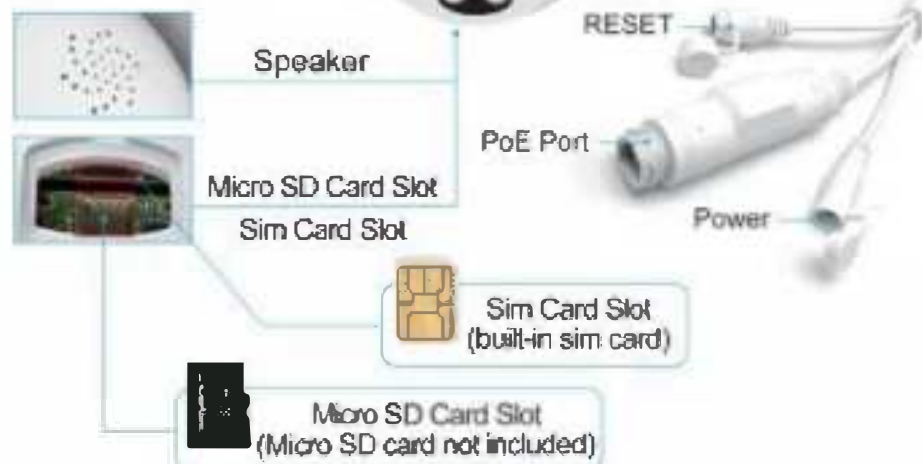 RESET
Speaker
PoE Port
Micro SD Card Slot
Sim Card Slot
Power
Sim Card Slot
(built-in sim card)
Micro SD Card Slot
(Micro SD card not included)